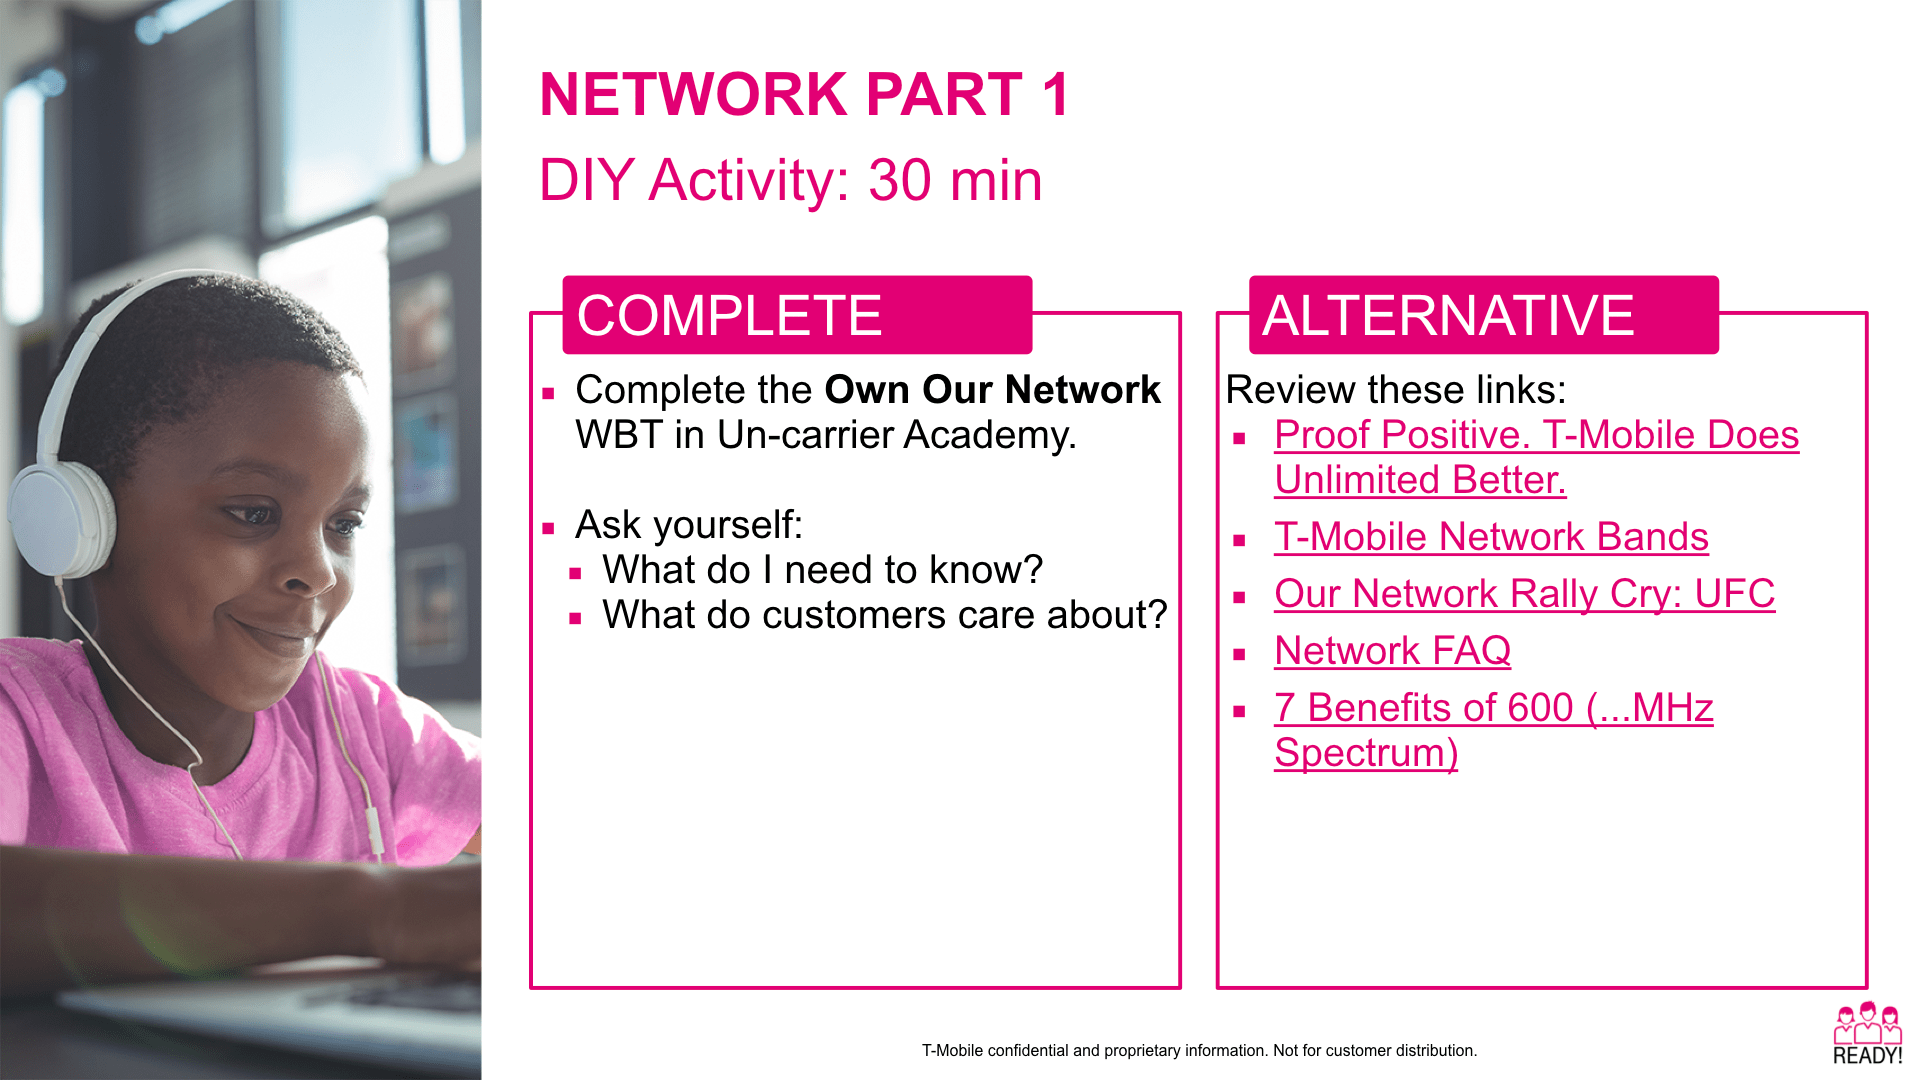 NETWORK PART 1
DIY Activity: 30 min
COMPLETE
Complete the Own Our Network
WBT in Un-carrier Academy.
Ask yourself:
What do I need to know?
What do customers care about?
ALTERNATIVE
Review these links:
Proof Positive. T-Mobile Does
Unlimited Better.
T-Mobile Network Bands
Our Network Rally Cry: UFC
Network FAQ
7 Benefits of 600 (...MHz
Spectrum)
T-Mobile confidential and proprietary information. Not for customer distribution.
READY!